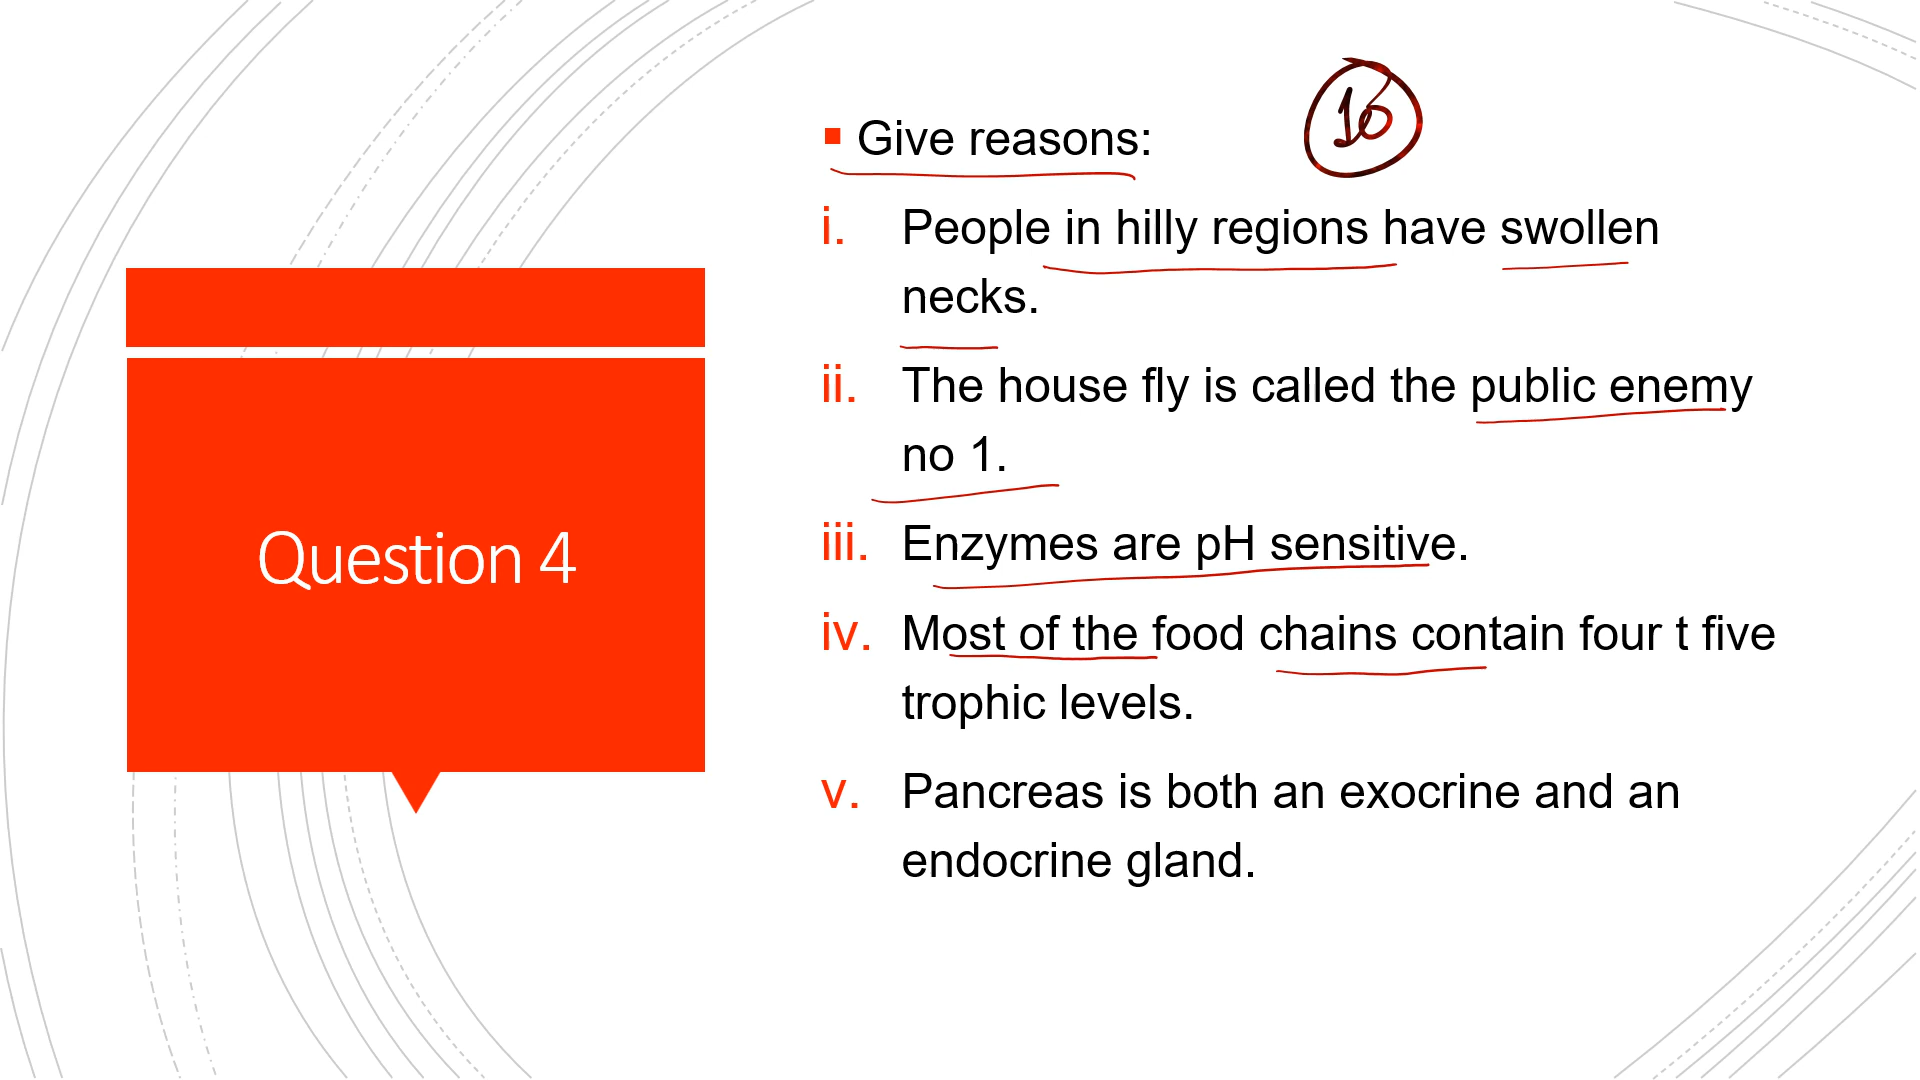 Question 4
Give reasons:
16
i. People in hilly regions have swollen
necks.
ii. The house fly is called the public enemy
no 1.
iii. Enzymes are pH sensitive.
iv. Most of the food chains contain four t five
trophic levels.
v. Pancreas is both an exocrine and an
endocrine gland.